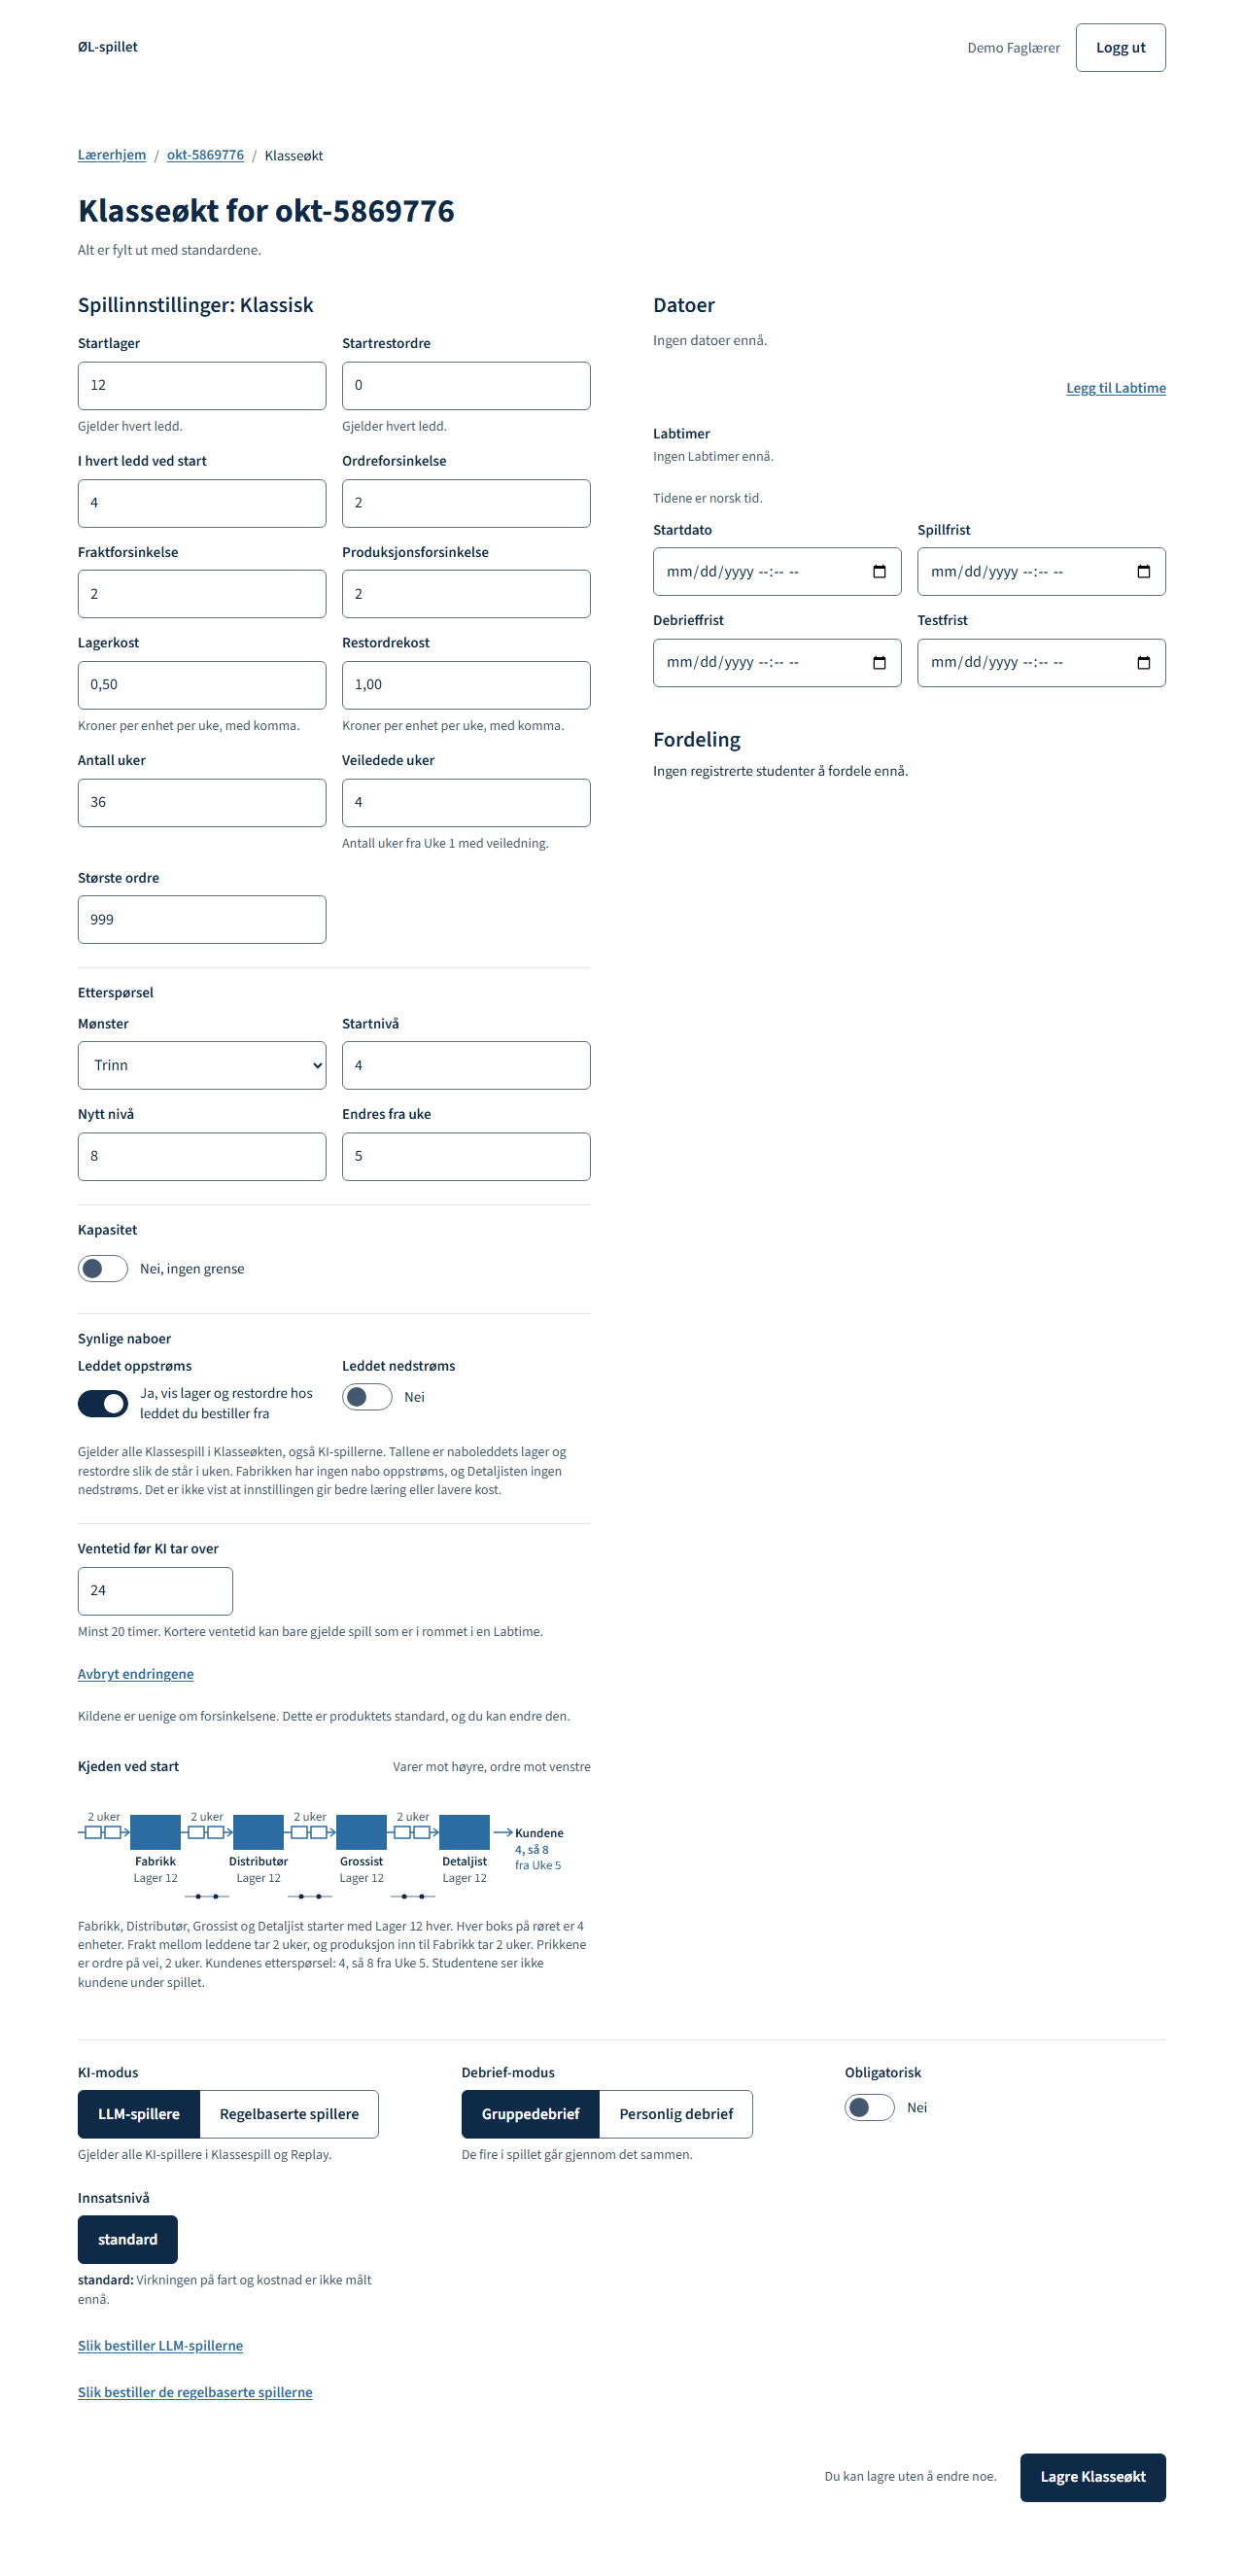 ØL-spillet
Demo Faglærer
Logg ut
Lærerhjem / okt-5869776 / Klasseøkt
Klasseøkt for okt-5869776
Alt er fylt ut med standardene.
Spillinnstillinger: Klassisk
Startlager
Startrestordre
12
0
Gjelder hvert ledd.
Gjelder hvert ledd.
I hvert ledd ved start
Ordreforsinkelse
4
2
Fraktforsinkelse
Produksjonsforsinkelse
2
2
Lagerkost
Restordrekost
0,50
1,00
Kroner per enhet per uke, med komma.
Kroner per enhet per uke, med komma.
Antall uker
Veiledede uker
36
4
Antall uker fra Uke 1 med veiledning.
Største ordre
999
Etterspørsel
Mønster
Startnivå
Trinn
4
Nytt nivå
Endres fra uke
8
5
Kapasitet
Nei, ingen grense
Synlige naboer
Leddet oppstrøms
Leddet nedstrøms
Ja, vis lager og restordre hos
leddet du bestiller fra
Nei
Gjelder alle Klassespill i Klasseøkten, også KI-spillerne. Tallene er naboleddets lager og
restordre slik de står i uken. Fabrikken har ingen nabo oppstrøms, og Detaljisten ingen
nedstrøms. Det er ikke vist at innstillingen gir bedre læring eller lavere kost.
Ventetid før KI tar over
24
Minst 20 timer. Kortere ventetid kan bare gjelde spill som er i rommet i en Labtime.
Avbryt endringene
Kildene er uenige om forsinkelsene. Dette er produktets standard, og du kan endre den.
Kjeden ved start
Varer mot høyre, ordre mot venstre
2 uker
2 uker
2 uker
2 uker
Kundene
4, så 8
fra Uke 5
Fabrikk
Distributør
Grossist
Detaljist
Lager 12
Lager 12
Lager 12
Lager 12
Fabrikk, Distributør, Grossist og Detaljist starter med Lager 12 hver. Hver boks på røret er 4
enheter. Frakt mellom leddene tar 2 uker, og produksjon inn til Fabrikk tar 2 uker. Prikkene
er ordre på vei, 2 uker. Kundenes etterspørsel: 4, så 8 fra Uke 5. Studentene ser ikke
kundene under spillet.
Datoer
Ingen datoer ennå.
Legg til Labtime
Labtimer
Ingen Labtimer ennå.
Tidene er norsk tid.
Startdato
Spillfrist
mm/dd/yyyy --:-- --
mm/dd/yyyy --:-- --
Debrieffrist
Testfrist
mm/dd/yyyy --:-- --
mm/dd/yyyy --:-- --
Fordeling
Ingen registrerte studenter å fordele ennå.
KI-modus
LLM-spillere
Regelbaserte spillere
Gjelder alle KI-spillere i Klassespill og Replay.
Innsatsnivå
standard
standard: Virkningen på fart og kostnad er ikke målt
ennå.
Slik bestiller LLM-spillerne
Slik bestiller de regelbaserte spillerne
Debrief-modus
Gruppedebrief
Personlig debrief
De fire i spillet går gjennom det sammen.
Obligatorisk
Nei
Du kan lagre uten å endre noe.
Lagre Klasseøkt